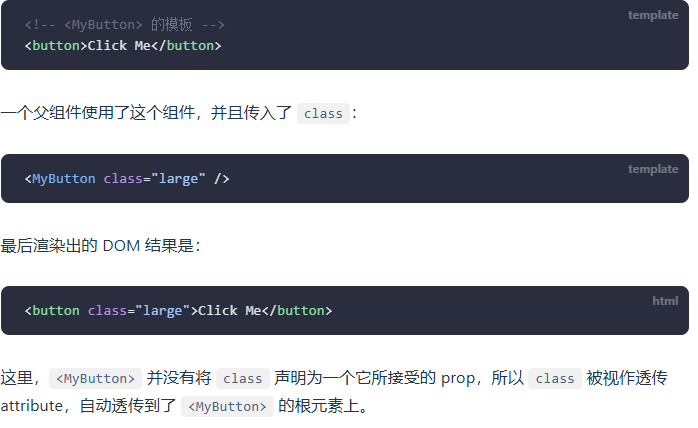 template
<!-- <MyButton> 的模板 -->
<button>Click Me</button>
一个父组件使用了这个组件，并且传入了 class：
template
<MyButton class="large" />
最后渲染出的 DOM 结果是：
html
<button class="large">Click Me</button>
这里，<MyButton> 并没有将 class 声明为一个它所接受的 prop，所以 class 被视作透传
attribute，自动透传到了 <MyButton> 的根元素上。